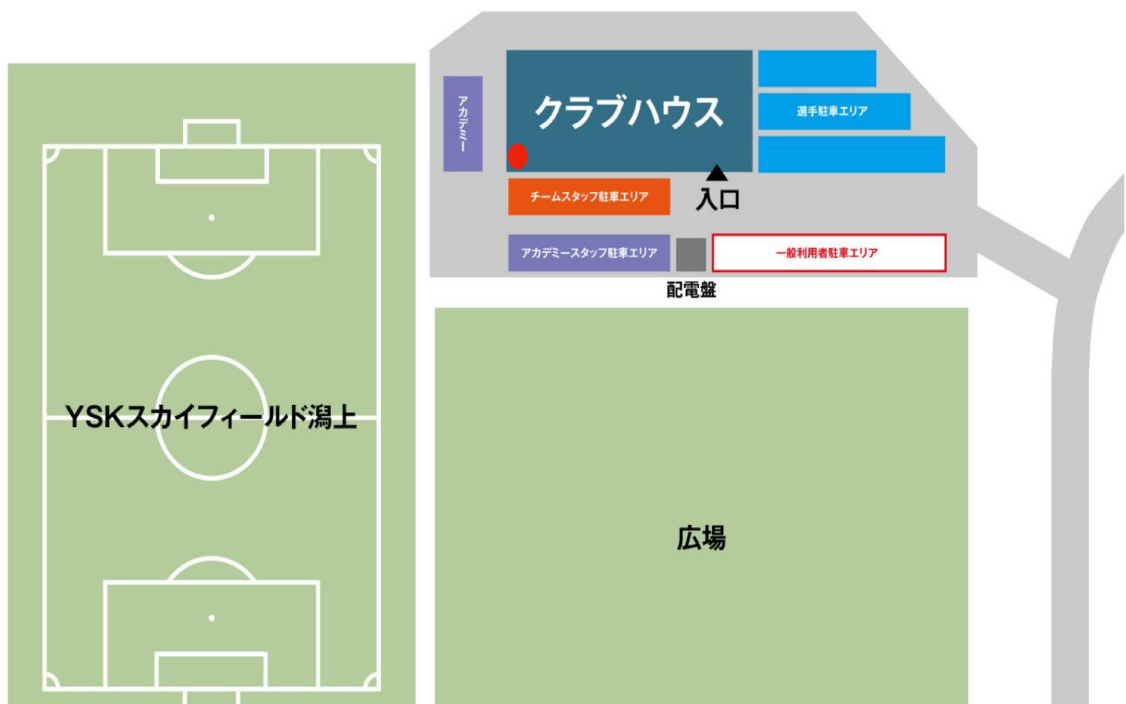 アカデミー
クラブハウス
選手駐車エリア
チームスタッフ駐車エリア
入口
アカデミースタッフ駐車エリア
一般利用者駐車エリア
配電盤
YSKスカイフィールド潟上
広場